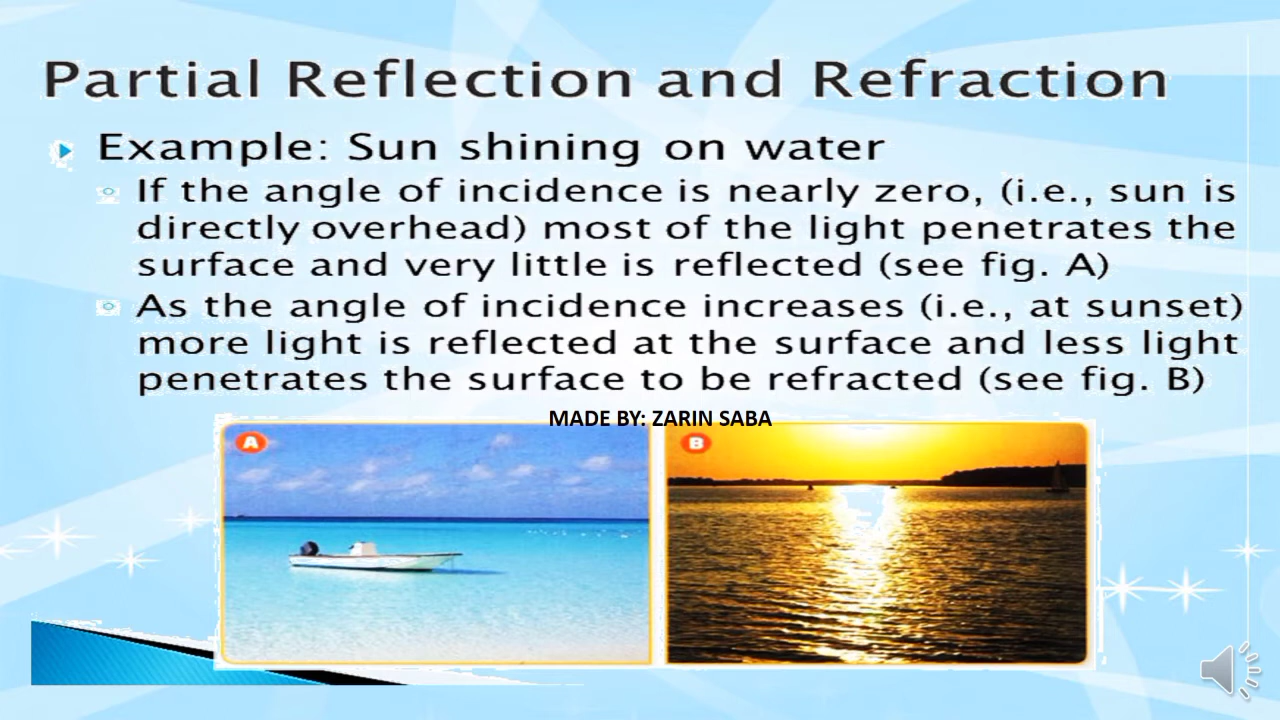 Partial Reflection and Refraction
Example: Sun shining on water
If the angle of incidence is nearly zero, (i.e., sun is
directly overhead) most of the light penetrates the
surface and very little is reflected (see fig. A)
As the angle of incidence increases (i.e., at sunset)
more light is reflected at the surface and less light
penetrates the surface to be refracted (see fig. B)
MADE BY: ZARIN SABA
A
B